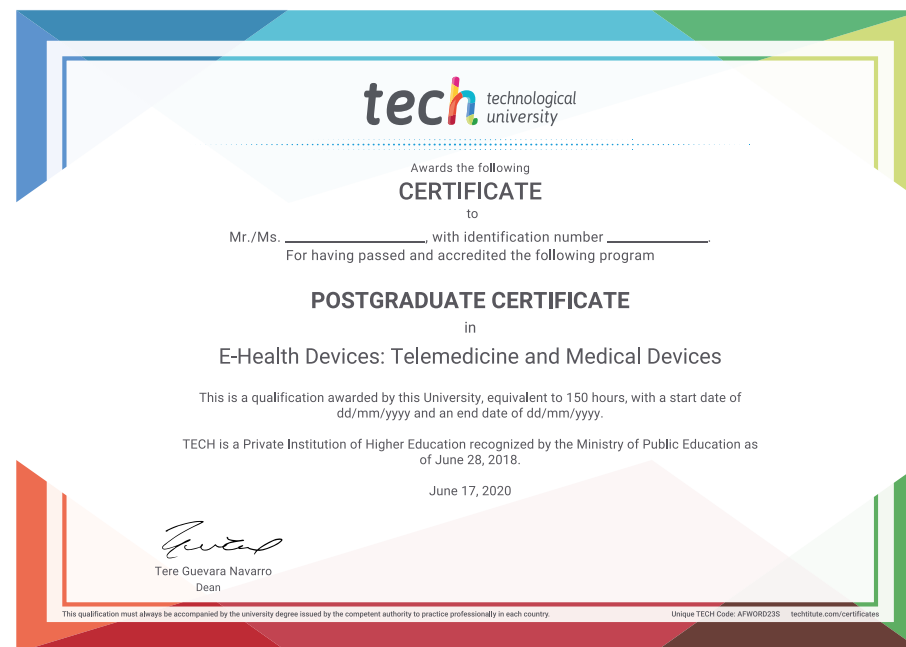 tech technological
university
Awards the following
CERTIFICATE
to
Mr./Ms. ____________________, with identification number ______________.
For having passed and accredited the following program
POSTGRADUATE CERTIFICATE
in
E-Health Devices: Telemedicine and Medical Devices
This is a qualification awarded by this University, equivalent to 150 hours, with a start date of
dd/mm/yyyy and an end date of dd/mm/yyyy.
TECH is a Private Institution of Higher Education recognized by the Ministry of Public Education as
of June 28, 2018.
June 17, 2020
Tere Guevara Navarro
Dean
This qualification must always be accompanied by the university degree issued by the competent authority to practice professionally in each country. Unique TECH Code: AFWORD23S techtitute.com/certificates